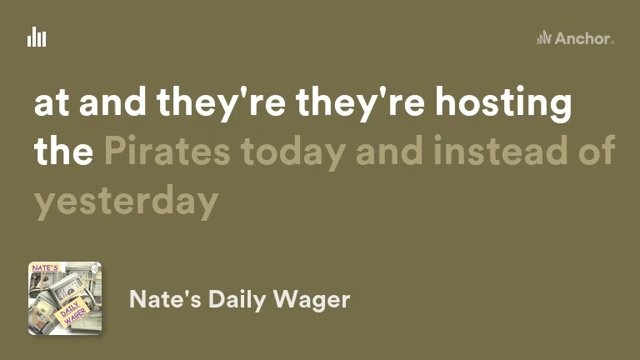 Anchor
at and they're they're hosting
the Pirates today and instead of
yesterday
NATE'S
DAILY
WAGER
Nate's Daily Wager